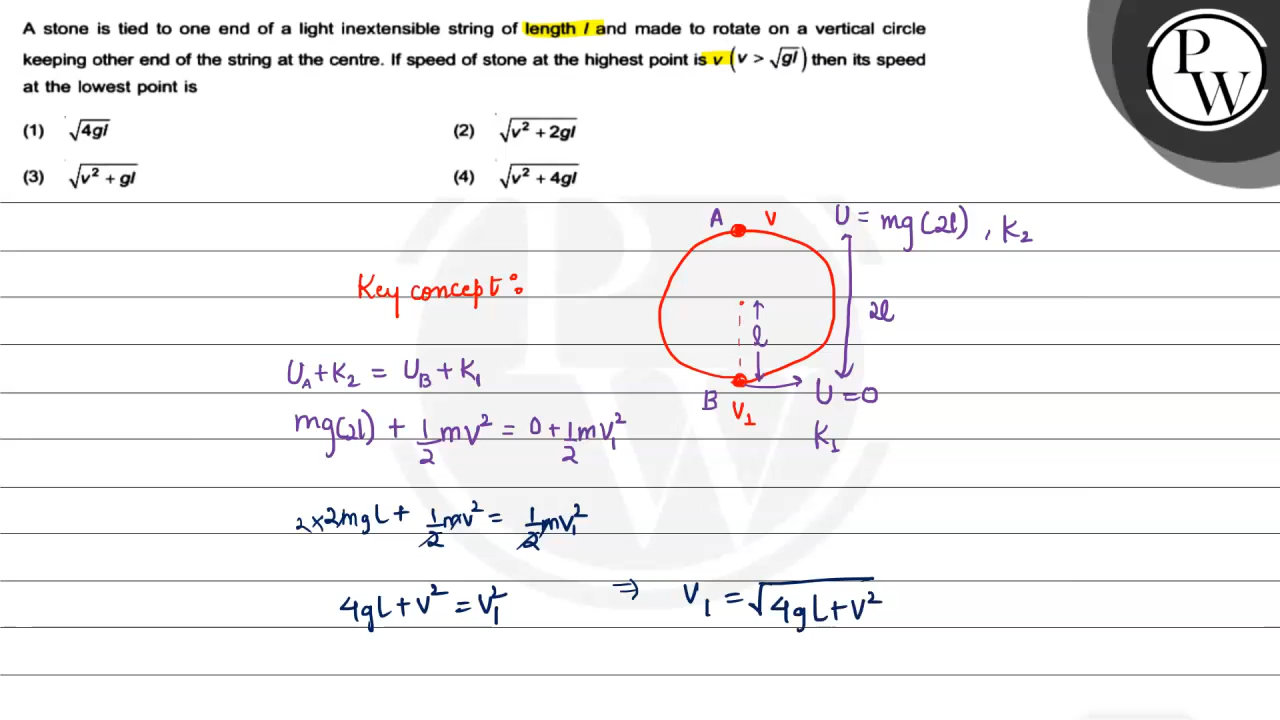 A stone is tied to one end of a light inextensible string of length l and made to rotate on a vertical circle
keeping other end of the string at the centre. If speed of stone at the highest point is v (v > √gl) then its speed
at the lowest point is
(1) √4gl
(2) √v² + 2gl
(3) √v² + gl
(4) √v² + 4gl
P
W
A V U = mg(2l) , K₂
Key concept :
l
2l
U_A + K₂ = U_B + K₁
B V₁ U = 0
K₁
mg(2l) + 1/2 mv² = 0 + 1/2 mv₁²
2 × 2mgL + 1/2 mv² = 1/2 mv₁²
4gL + v² = v₁² ⇒ v₁ = √4gL + v²